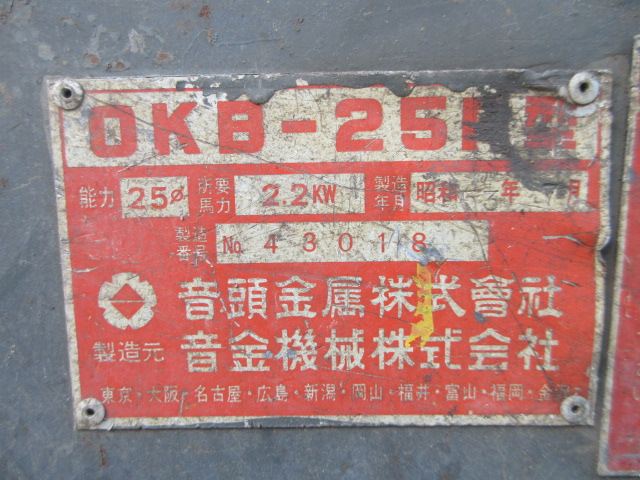 OKB-25 型
能力 25ø 所要馬力 2.2KW 製造年月 昭和 年 月
製造番号 No 43018
音頭金属株式會社
製造元 音金機械株式会社
東京・大阪・名古屋・広島・新潟・岡山・福井・富山・福岡・金沢